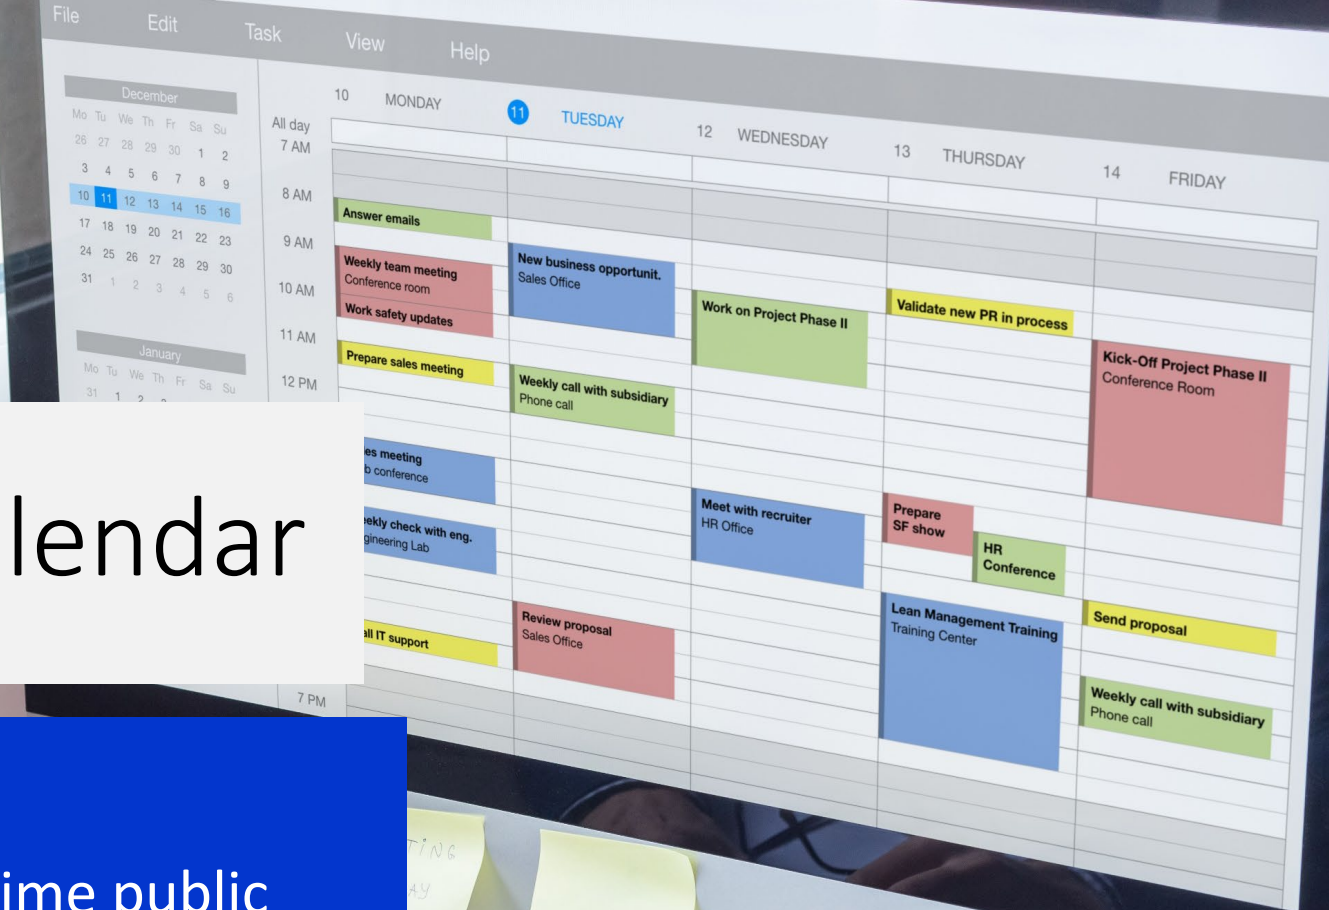 File Edit Task View Help
December
Mo Tu We Th Fr Sa Su
26 27 28 29 30 1 2
3 4 5 6 7 8 9
10 11 12 13 14 15 16
17 18 19 20 21 22 23
24 25 26 27 28 29 30
31 1 2 3 4 5 6
January
Mo Tu We Th Fr Sa Su
31 1 2
10 MONDAY
11 TUESDAY
12 WEDNESDAY
13 THURSDAY
14 FRIDAY
All day
7 AM
8 AM
9 AM
10 AM
11 AM
12 PM
7 PM
Answer emails
Weekly team meeting
Conference room
Work safety updates
Prepare sales meeting
es meeting
b conference
ekly check with eng.
gineering Lab
all IT support
New business opportunit.
Sales Office
Weekly call with subsidiary
Phone call
Review proposal
Sales Office
Work on Project Phase II
Meet with recruiter
HR Office
Validate new PR in process
Prepare
SF show
HR
Conference
Lean Management Training
Training Center
Kick-Off Project Phase II
Conference Room
Send proposal
Weekly call with subsidiary
Phone call
lendar
ime public
TING
AY